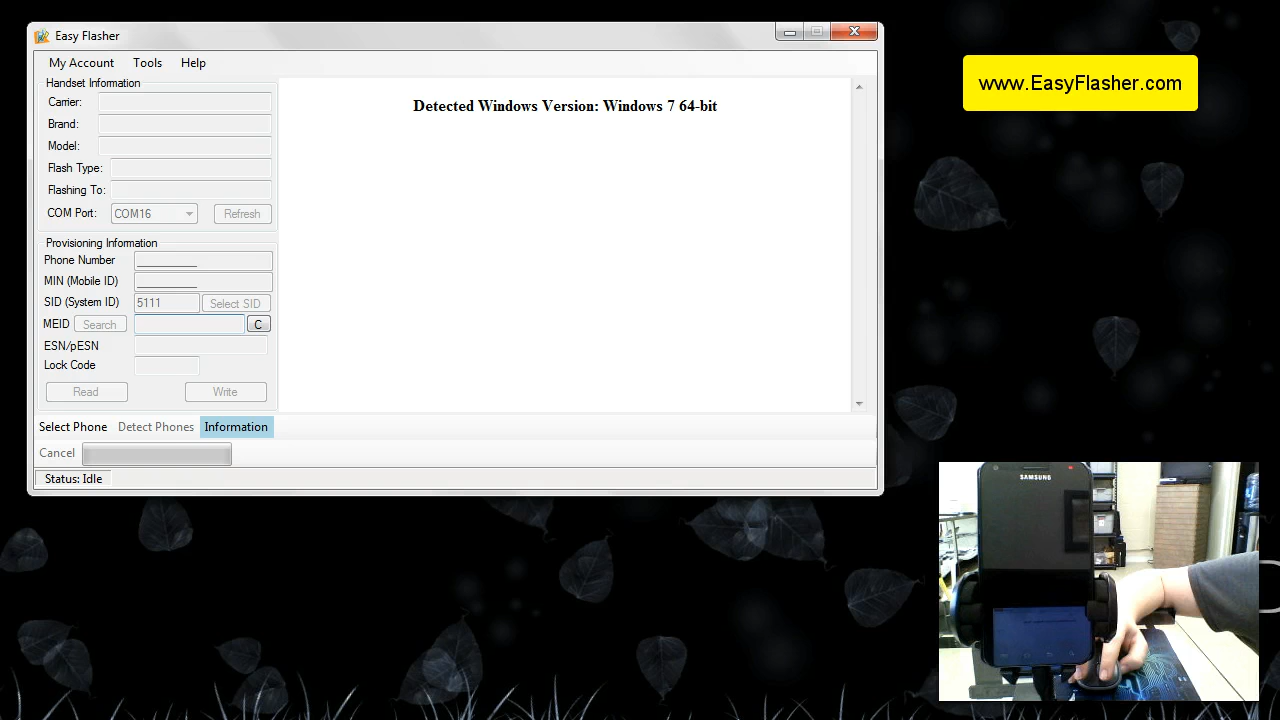 Easy Flasher
www.EasyFlasher.com
My Account Tools Help
Handset Information
Detected Windows Version: Windows 7 64-bit
Carrier:
Brand:
Model:
Flash Type:
Flashing To:
COM Port: COM16 Refresh
Provisioning Information
Phone Number
MIN (Mobile ID)
SID (System ID) 5111 Select SID
MEID Search C
ESN/pESN
Lock Code
Read Write
Select Phone Detect Phones Information
Cancel
Status: Idle
SAMSUNG